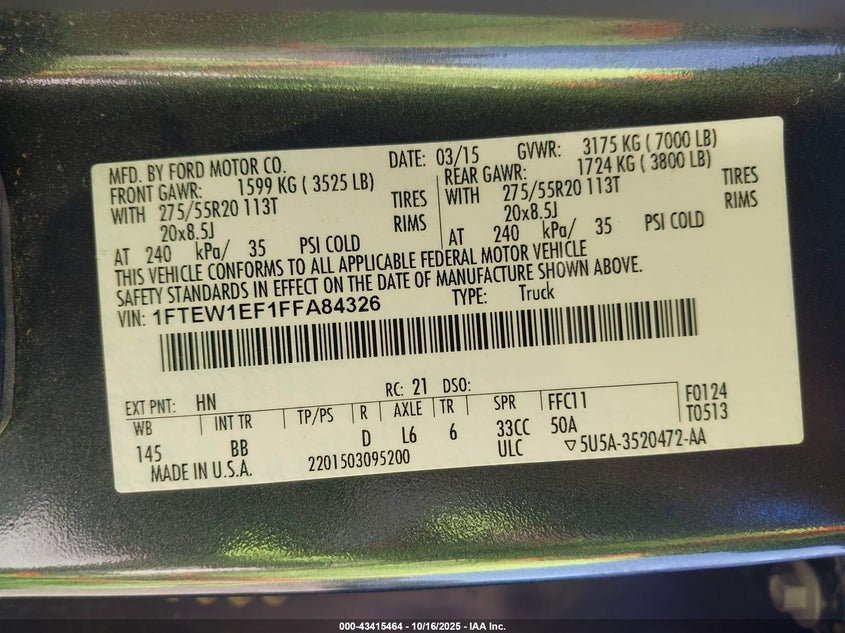 MFD. BY FORD MOTOR CO. DATE: 03/15 GVWR: 3175 KG ( 7000 LB)
FRONT GAWR: 1599 KG ( 3525 LB) REAR GAWR: 1724 KG ( 3800 LB)
WITH 275/55R20 113T TIRES WITH 275/55R20 113T TIRES
20x8.5J RIMS 20x8.5J RIMS
AT 240 kPa/ 35 PSI COLD AT 240 kPa/ 35 PSI COLD
THIS VEHICLE CONFORMS TO ALL APPLICABLE FEDERAL MOTOR VEHICLE
SAFETY STANDARDS IN EFFECT ON THE DATE OF MANUFACTURE SHOWN ABOVE.
VIN: 1FTEW1EF1FFA84326 TYPE: Truck
EXT PNT: HN RC: 21 DSO:
WB INT TR TP/PS R AXLE TR SPR FFC11 F0124
145 BB D L6 6 33CC 50A T0513
MADE IN U.S.A. 2201503095200 ULC ▽5U5A-3520472-AA
000-43415464 - 10/16/2025 - IAA Inc.